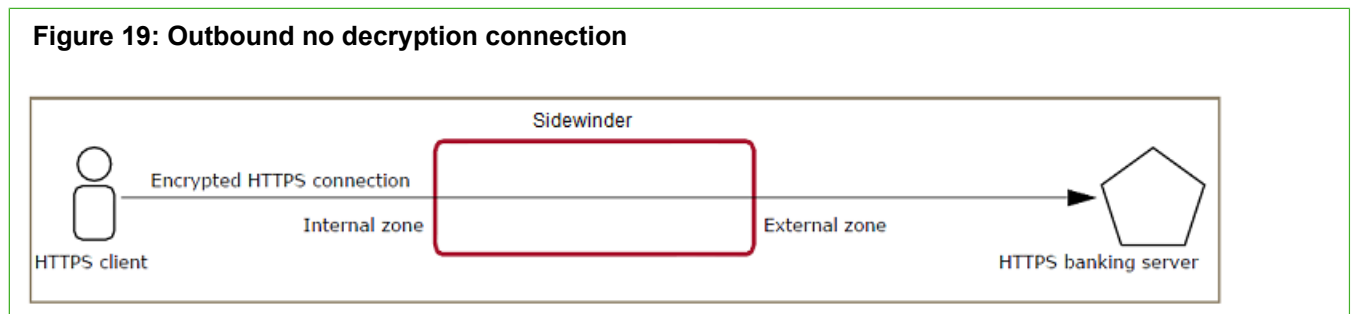 Figure 19: Outbound no decryption connection
Sidewinder
Encrypted HTTPS connection
Internal zone
External zone
HTTPS client
HTTPS banking server